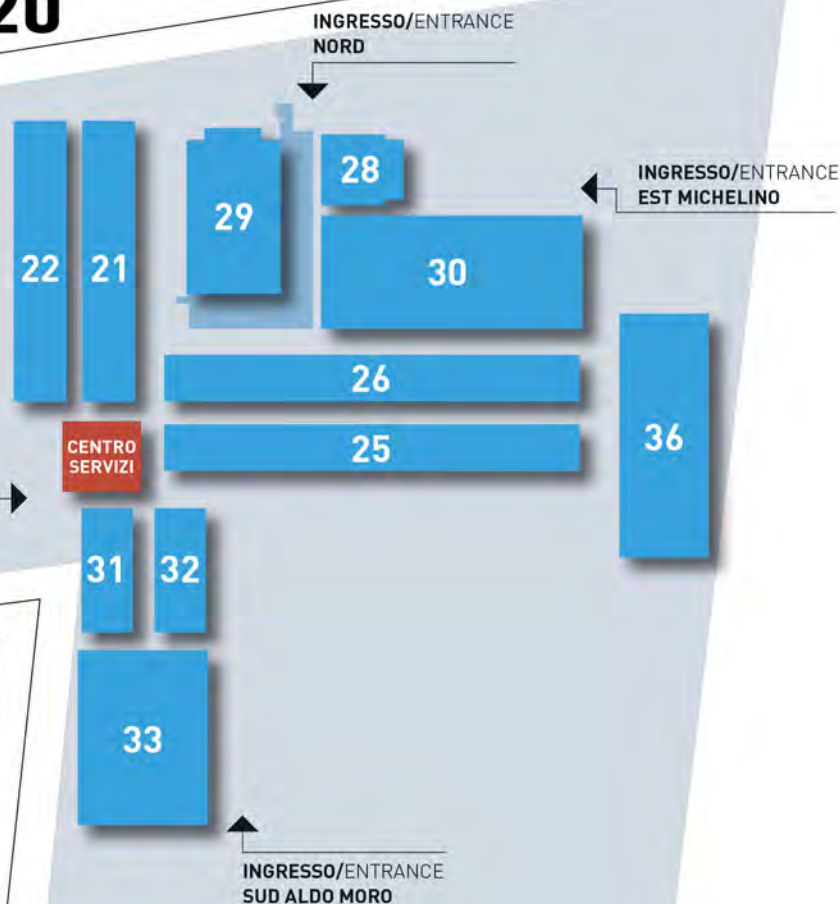 20
INGRESSO/ENTRANCE
NORD
28
INGRESSO/ENTRANCE
EST MICHELINO
29
22
21
30
26
25
36
CENTRO
SERVIZI
31
32
33
INGRESSO/ENTRANCE
SUD ALDO MORO